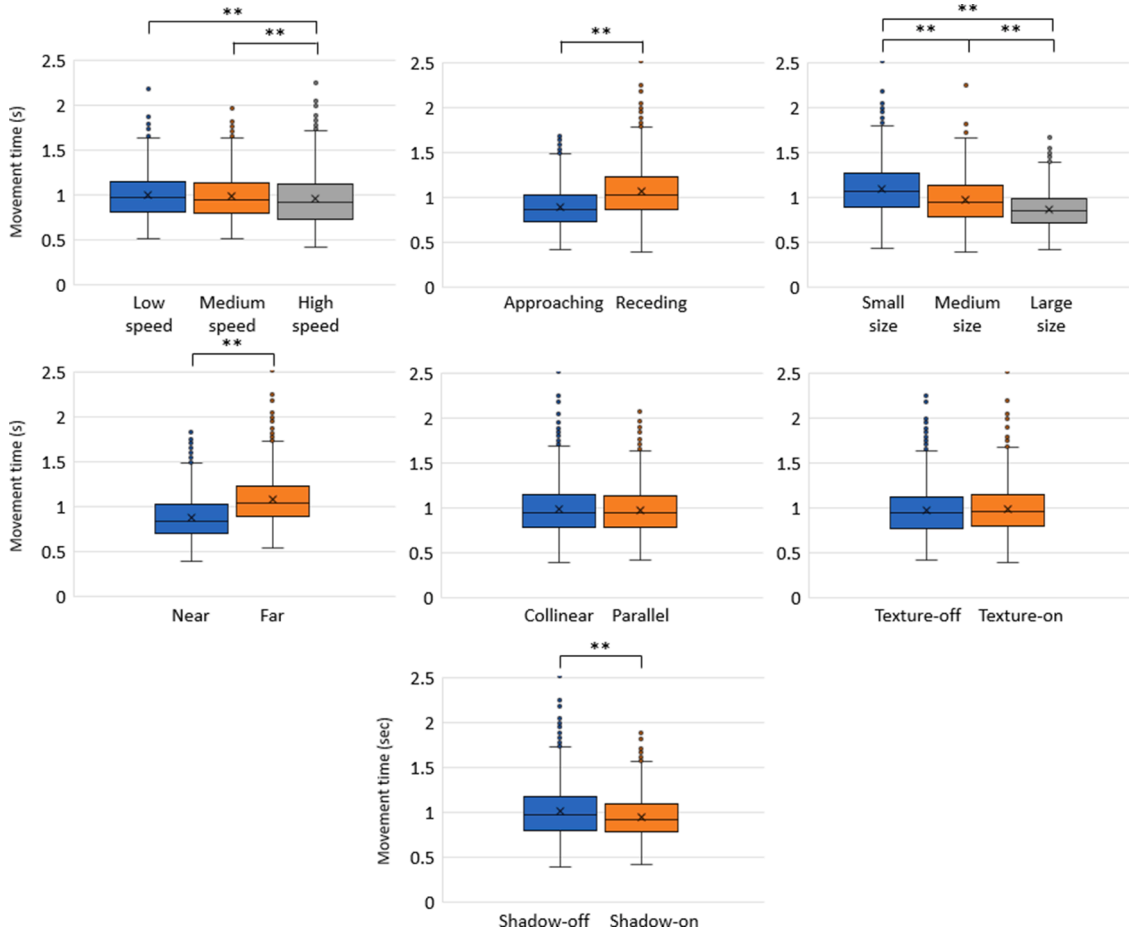 **
**
Movement time (s)
2.5
2
1.5
1
0.5
0
Low speed
Medium speed
High speed
**
2.5
2
1.5
1
0.5
0
Approaching
Receding
**
**
**
2.5
2
1.5
1
0.5
0
Small size
Medium size
Large size
**
Movement time (s)
2.5
2
1.5
1
0.5
0
Near
Far
2.5
2
1.5
1
0.5
0
Collinear
Parallel
2.5
2
1.5
1
0.5
0
Texture-off
Texture-on
**
Movement time (sec)
2.5
2
1.5
1
0.5
0
Shadow-off
Shadow-on